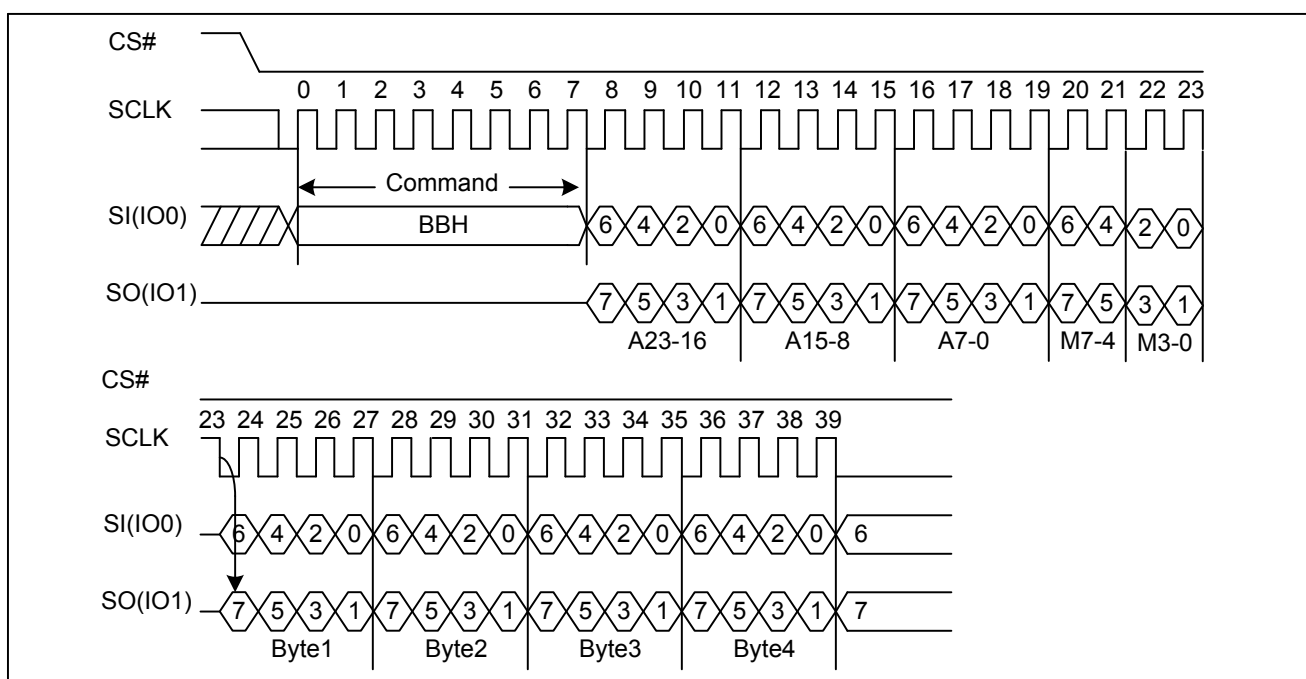 CS#
0 1 2 3 4 5 6 7 8 9 10 11 12 13 14 15 16 17 18 19 20 21 22 23
SCLK
Command
SI(IO0)
BBH 6 4 2 0 6 4 2 0 6 4 2 0 6 4 2 0
SO(IO1)
7 5 3 1 7 5 3 1 7 5 3 1 7 5 3 1
A23-16 A15-8 A7-0 M7-4 M3-0
CS#
23 24 25 26 27 28 29 30 31 32 33 34 35 36 37 38 39
SCLK
SI(IO0) 6 4 2 0 6 4 2 0 6 4 2 0 6 4 2 0 6
SO(IO1) 7 5 3 1 7 5 3 1 7 5 3 1 7 5 3 1 7
Byte1 Byte2 Byte3 Byte4